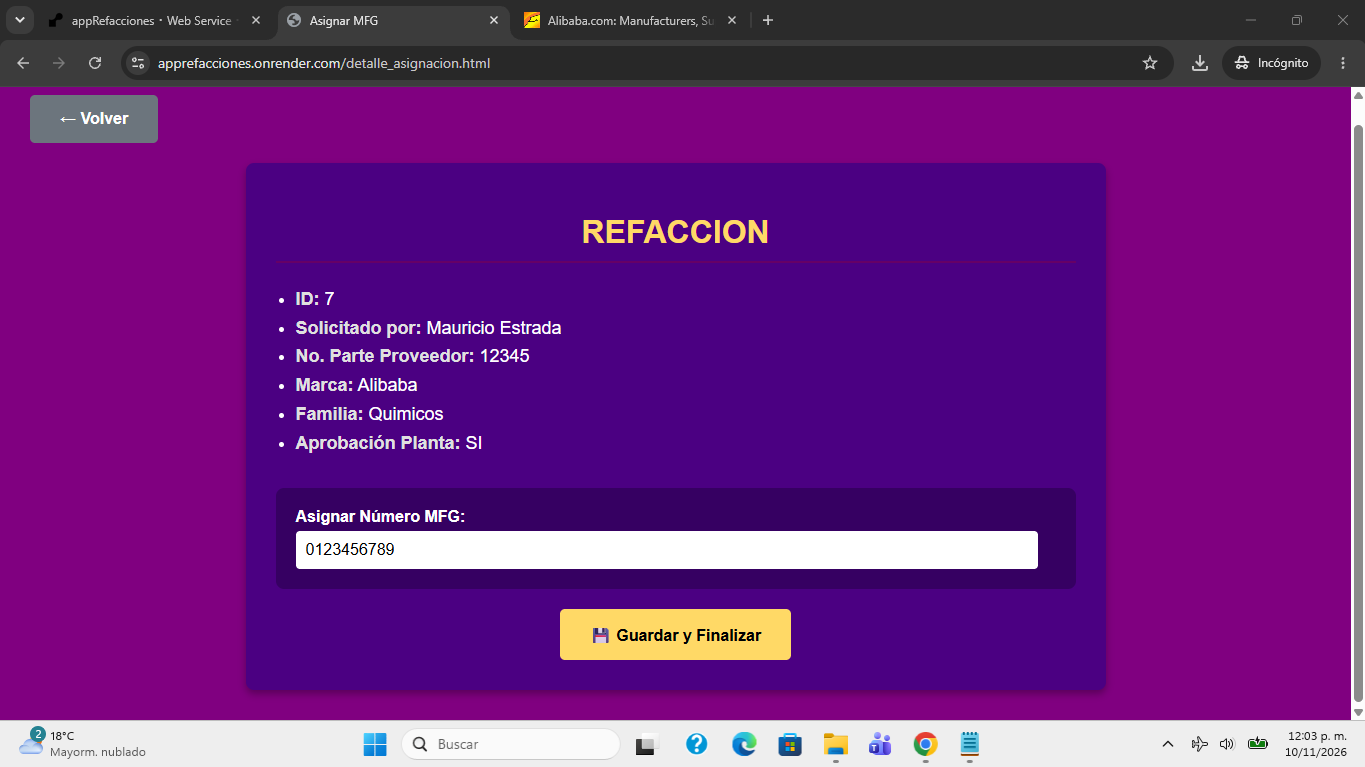 appRefacciones · Web Service
Asignar MFG
Alibaba.com: Manufacturers, Su
apprefacciones.onrender.com/detalle_asignacion.html
Incógnito
← Volver
REFACCION
• ID: 7
• Solicitado por: Mauricio Estrada
• No. Parte Proveedor: 12345
• Marca: Alibaba
• Familia: Quimicos
• Aprobación Planta: SI
Asignar Número MFG:
0123456789
💾 Guardar y Finalizar
2
18°C
Mayorm. nublado
Buscar
12:03 p. m.
10/11/2026